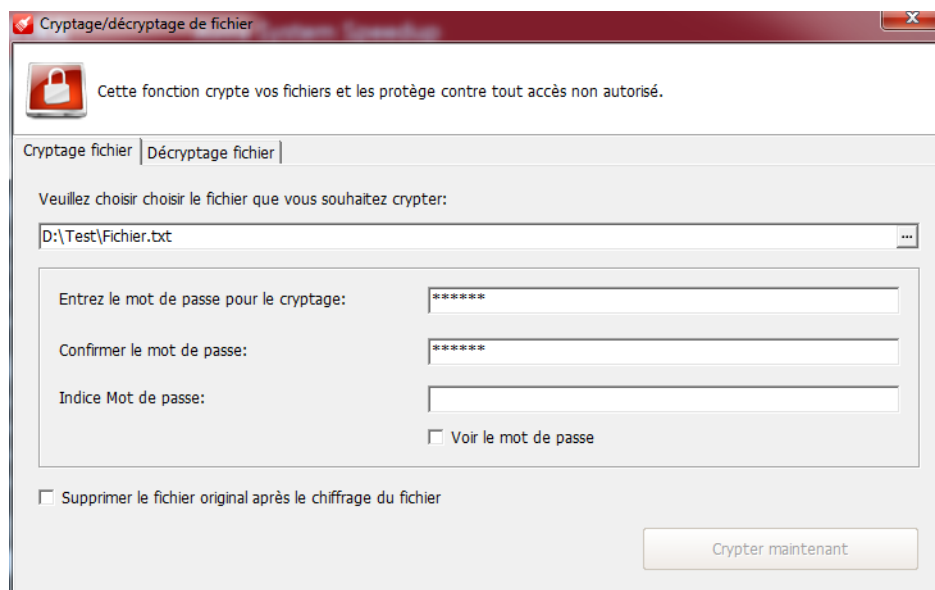 Cryptage/décryptage de fichier
System Speedup
Cette fonction crypte vos fichiers et les protège contre tout accès non autorisé.
Cryptage fichier Décryptage fichier
Veuillez choisir choisir le fichier que vous souhaitez crypter:
D:\Test\Fichier.txt ...
Entrez le mot de passe pour le cryptage: ******
Confirmer le mot de passe: ******
Indice Mot de passe:
Voir le mot de passe
Supprimer le fichier original après le chiffrage du fichier
Crypter maintenant